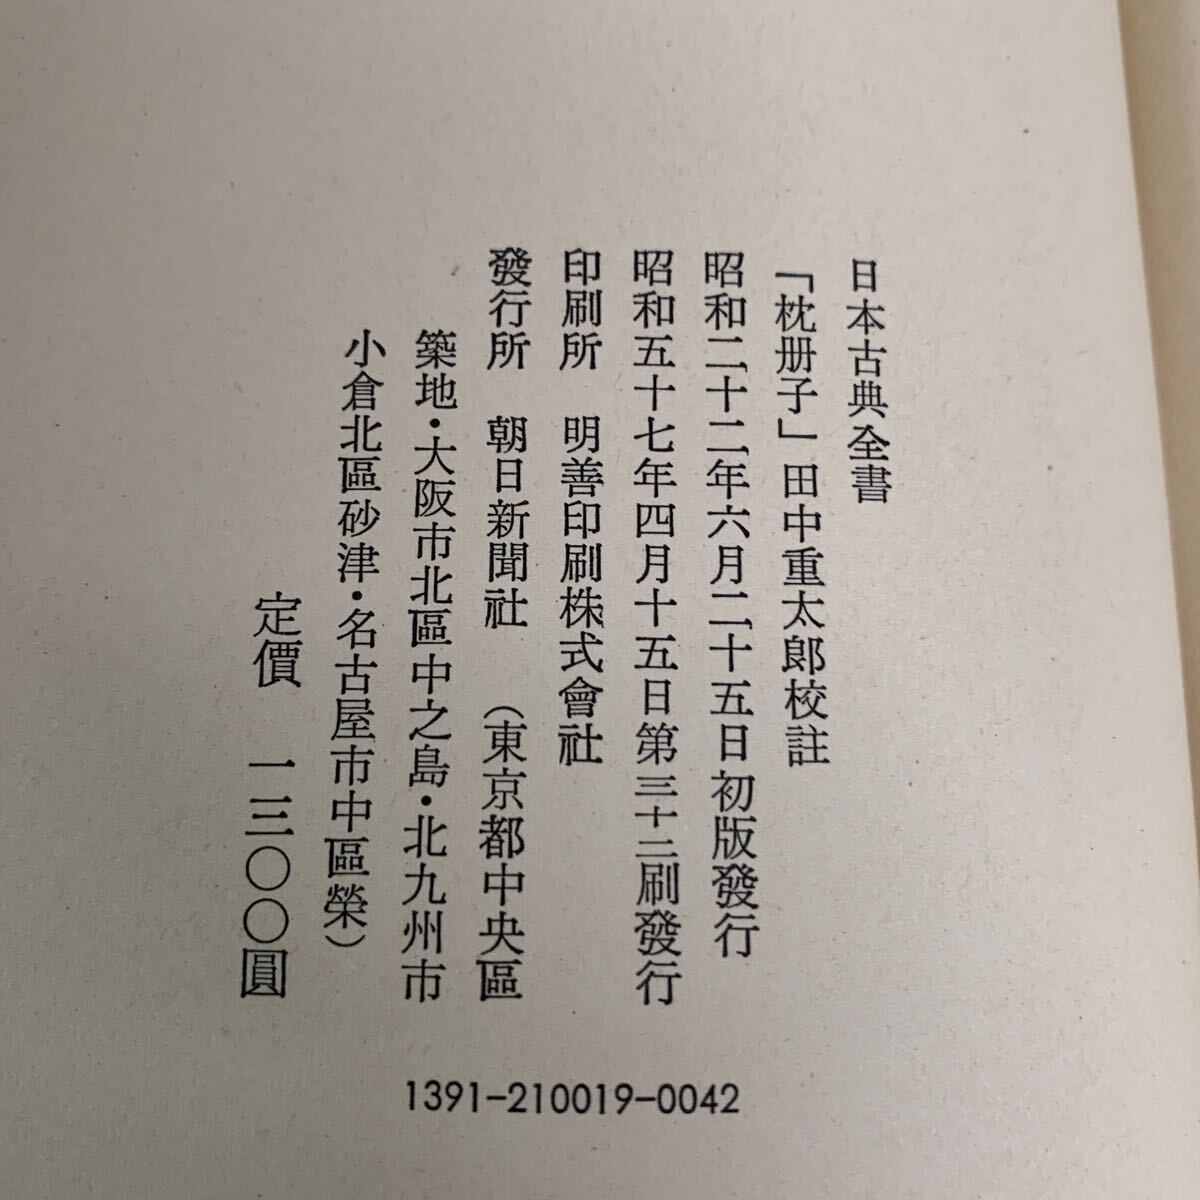 日本古典全書
「枕册子」田中重太郎校註
昭和二十二年六月二十五日初版發行
昭和五十七年四月十五日第三十二刷發行
印刷所　明善印刷株式會社
發行所　朝日新聞社　（東京都中央區
築地・大阪市北區中之島・北九州市
小倉北區砂津・名古屋市中區榮）
定價　一三〇〇圓
1391-210019-0042